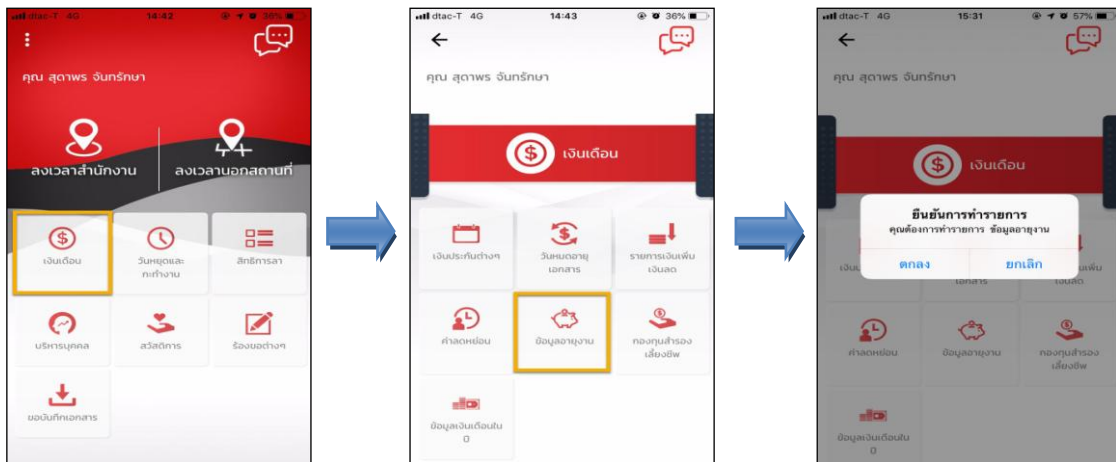 dtac-T 4G 14:42 36%
คุณ สุดาพร จันทรักษา
ลงเวลาสำนักงาน
ลงเวลานอกสถานที่
เงินเดือน
วันหยุดและ
กะทำงาน
สิทธิการลา
บริหารบุคคล
สวัสดิการ
ร้องขอต่างๆ
ขอบันทึกเอกสาร
dtac-T 4G 14:43 36%
คุณ สุดาพร จันทรักษา
เงินเดือน
เงินประกันต่างๆ
วันหมดอายุ
เอกสาร
รายการเงินเพิ่ม
เงินลด
ค่าลดหย่อน
ข้อมูลอายุงาน
กองทุนสำรอง
เลี้ยงชีพ
ข้อมูลเงินเดือนใน
ปี
dtac-T 4G 15:31 57%
คุณ สุดาพร จันทรักษา
เงินเดือน
ยืนยันการทำรายการ
คุณต้องการทำรายการ ข้อมูลอายุงาน
ตกลง
ยกเลิก
เอกสาร
เงินลด
ค่าลดหย่อน
ข้อมูลอายุงาน
กองทุนสำรอง
เลี้ยงชีพ
ข้อมูลเงินเดือนใน
ปี